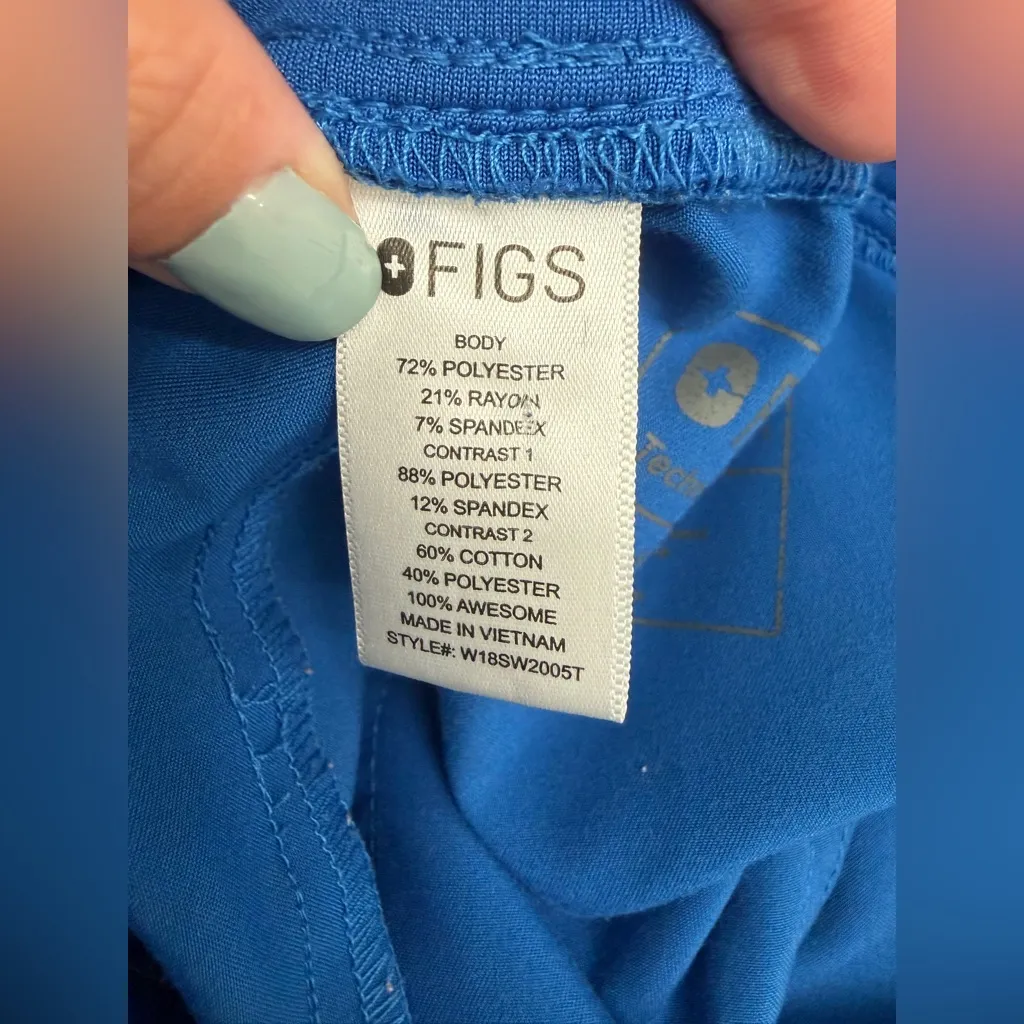 FIGS
BODY
72% POLYESTER
21% RAYON
7% SPANDEX
CONTRAST 1
88% POLYESTER
12% SPANDEX
CONTRAST 2
60% COTTON
40% POLYESTER
100% AWESOME
MADE IN VIETNAM
STYLE#: W18SW2005T